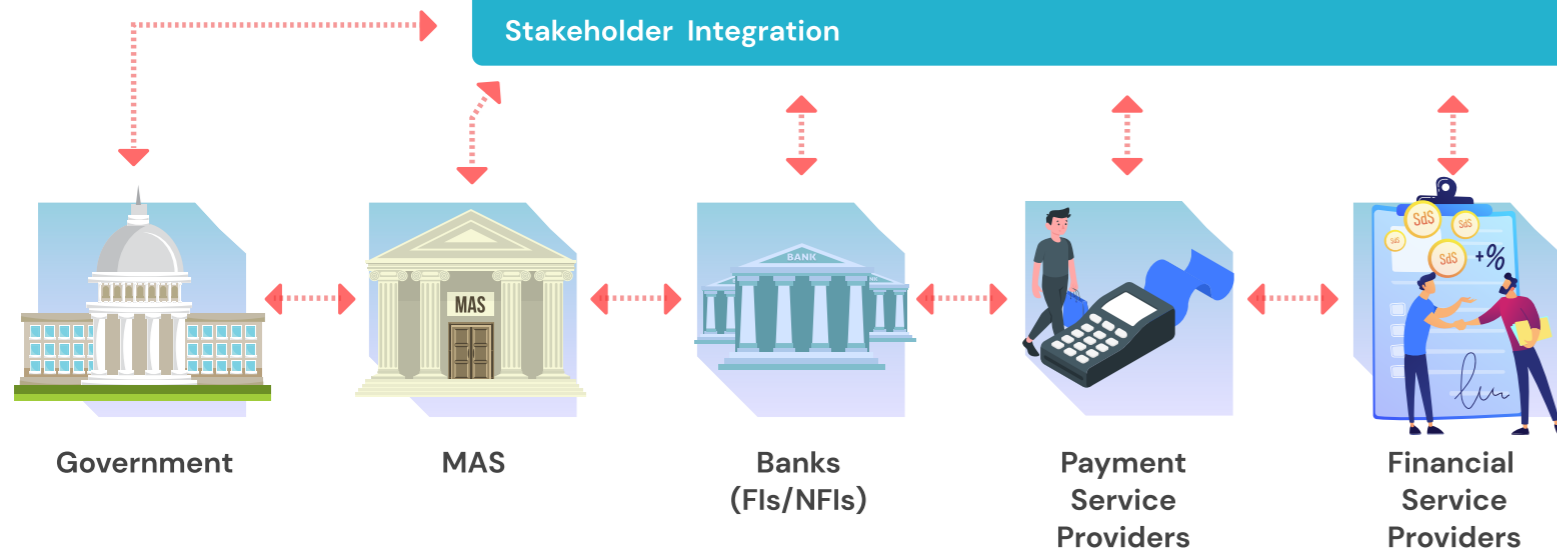 Stakeholder Integration
MAS
BANK
SdS
SdS
SdS
SdS
+%
Government
MAS
Banks
(FIs/NFIs)
Payment
Service
Providers
Financial
Service
Providers